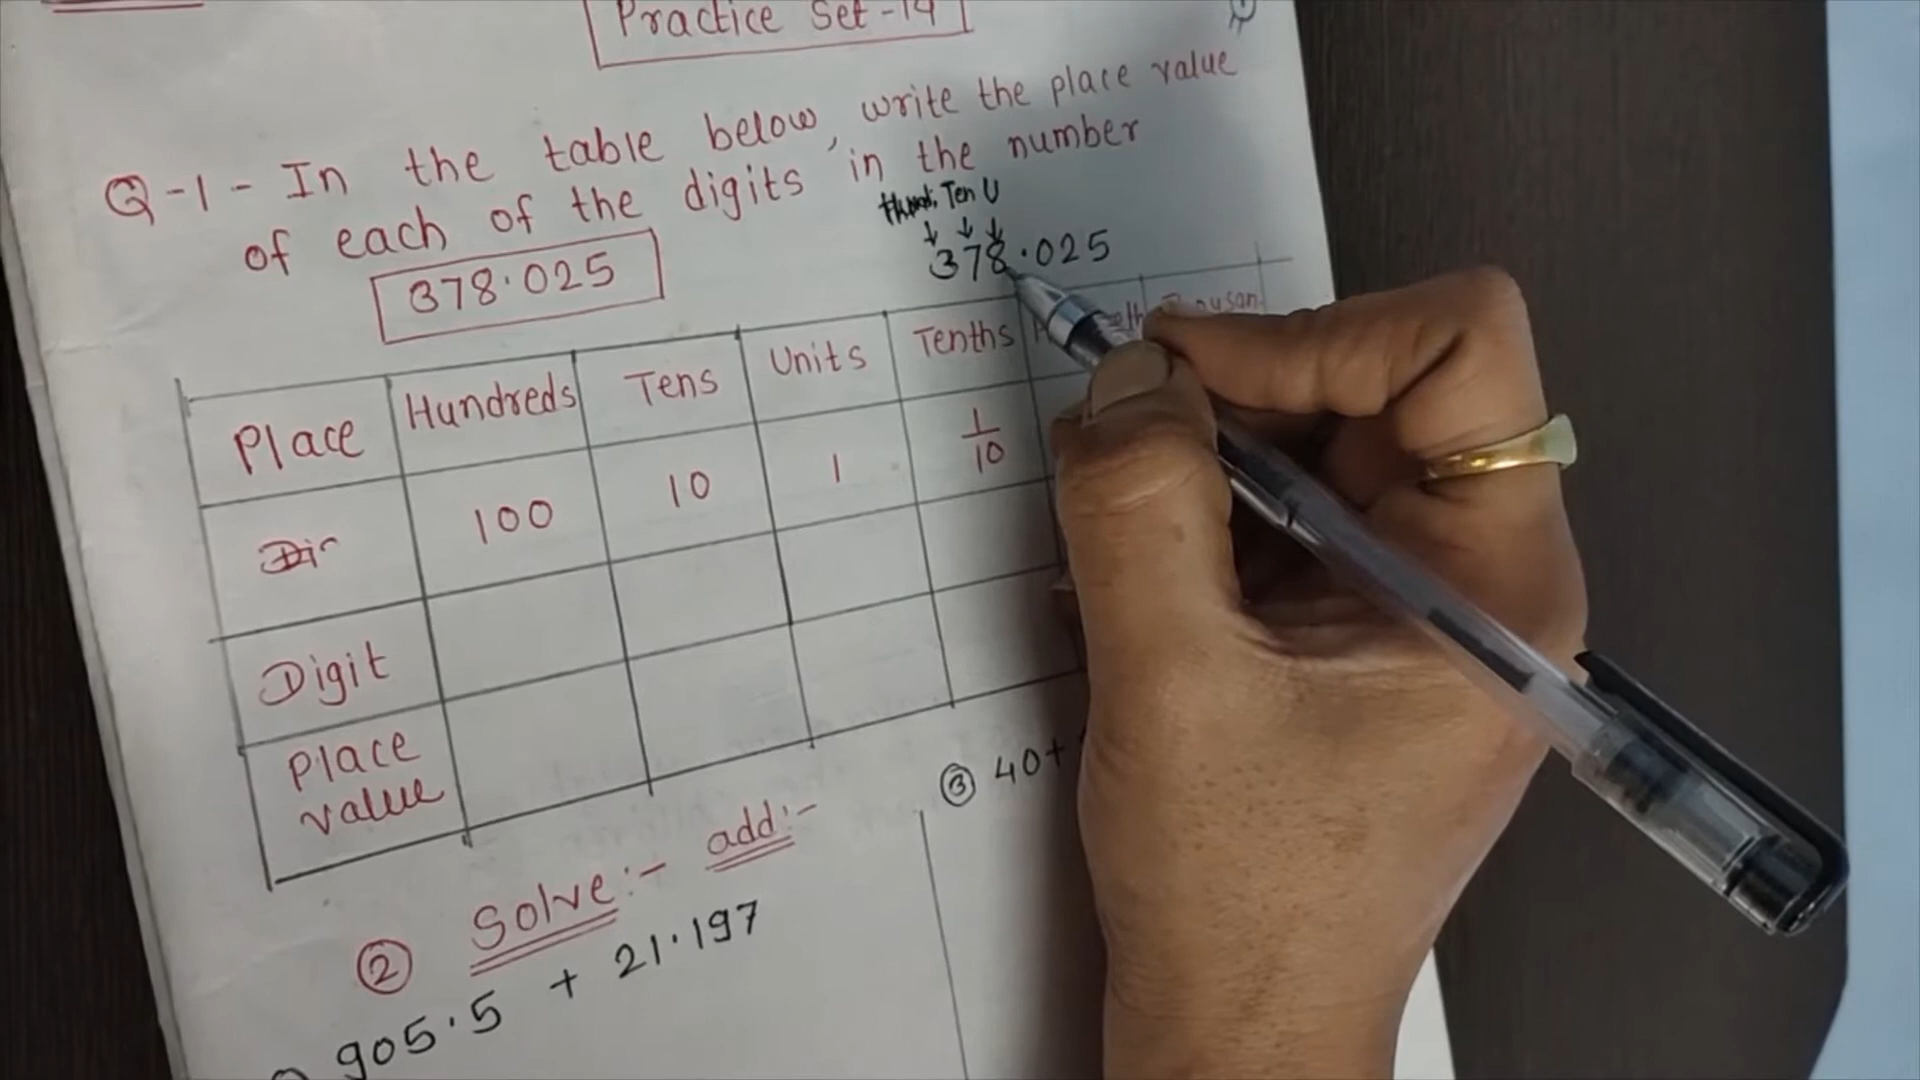 Practice Set-14
Q-1- In the table below, write the place value
of each of the digits in the number
Ten U
378.025
378.025
Place Hundreds Tens Units Tenths
100 10 1 1/10
Digit
Place value
② Solve:- add:-
③ 40+
905.5 + 21.197